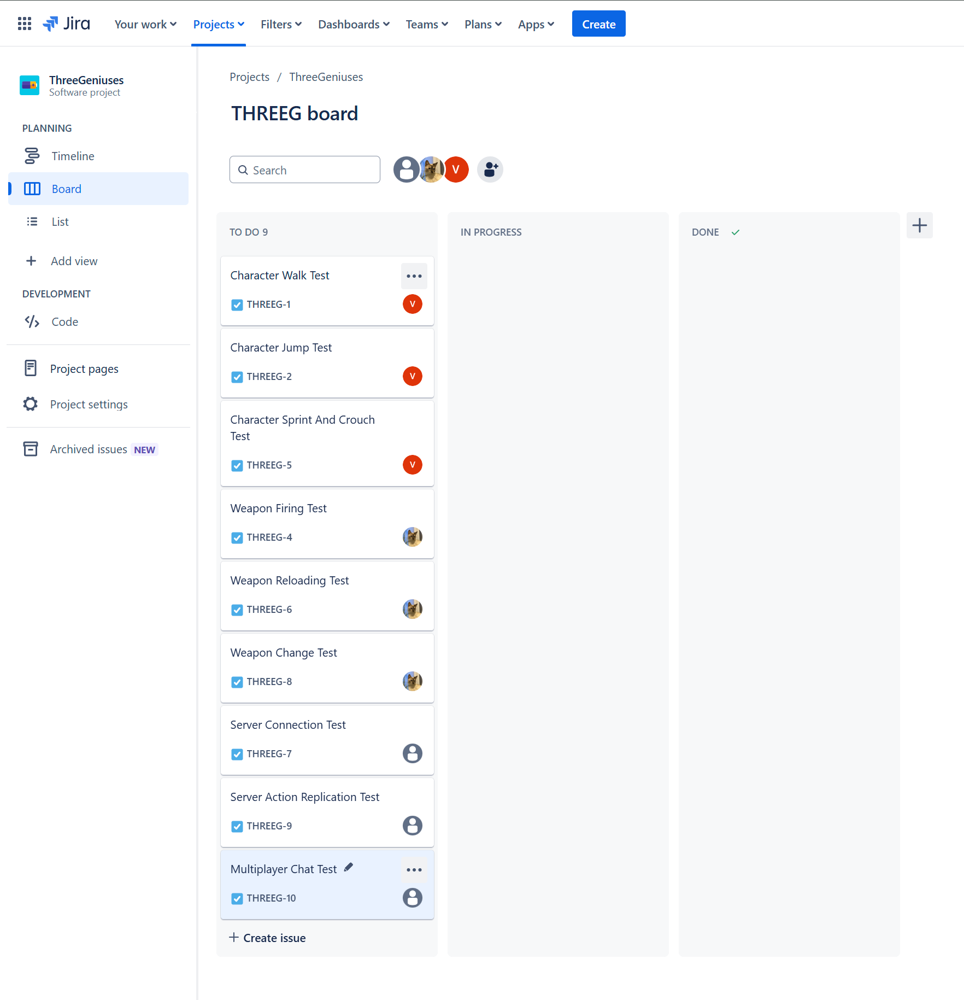 Jira
Your work
Projects
Filters
Dashboards
Teams
Plans
Apps
Create
ThreeGeniuses
Software project
PLANNING
Timeline
Board
List
Add view
DEVELOPMENT
Code
Project pages
Project settings
Archived issues NEW
Projects / ThreeGeniuses
THREEG board
Search
V
TO DO 9
Character Walk Test
THREEG-1
V
Character Jump Test
THREEG-2
V
Character Sprint And Crouch
Test
THREEG-5
V
Weapon Firing Test
THREEG-4
Weapon Reloading Test
THREEG-6
Weapon Change Test
THREEG-8
Server Connection Test
THREEG-7
Server Action Replication Test
THREEG-9
Multiplayer Chat Test
THREEG-10
Create issue
IN PROGRESS
DONE